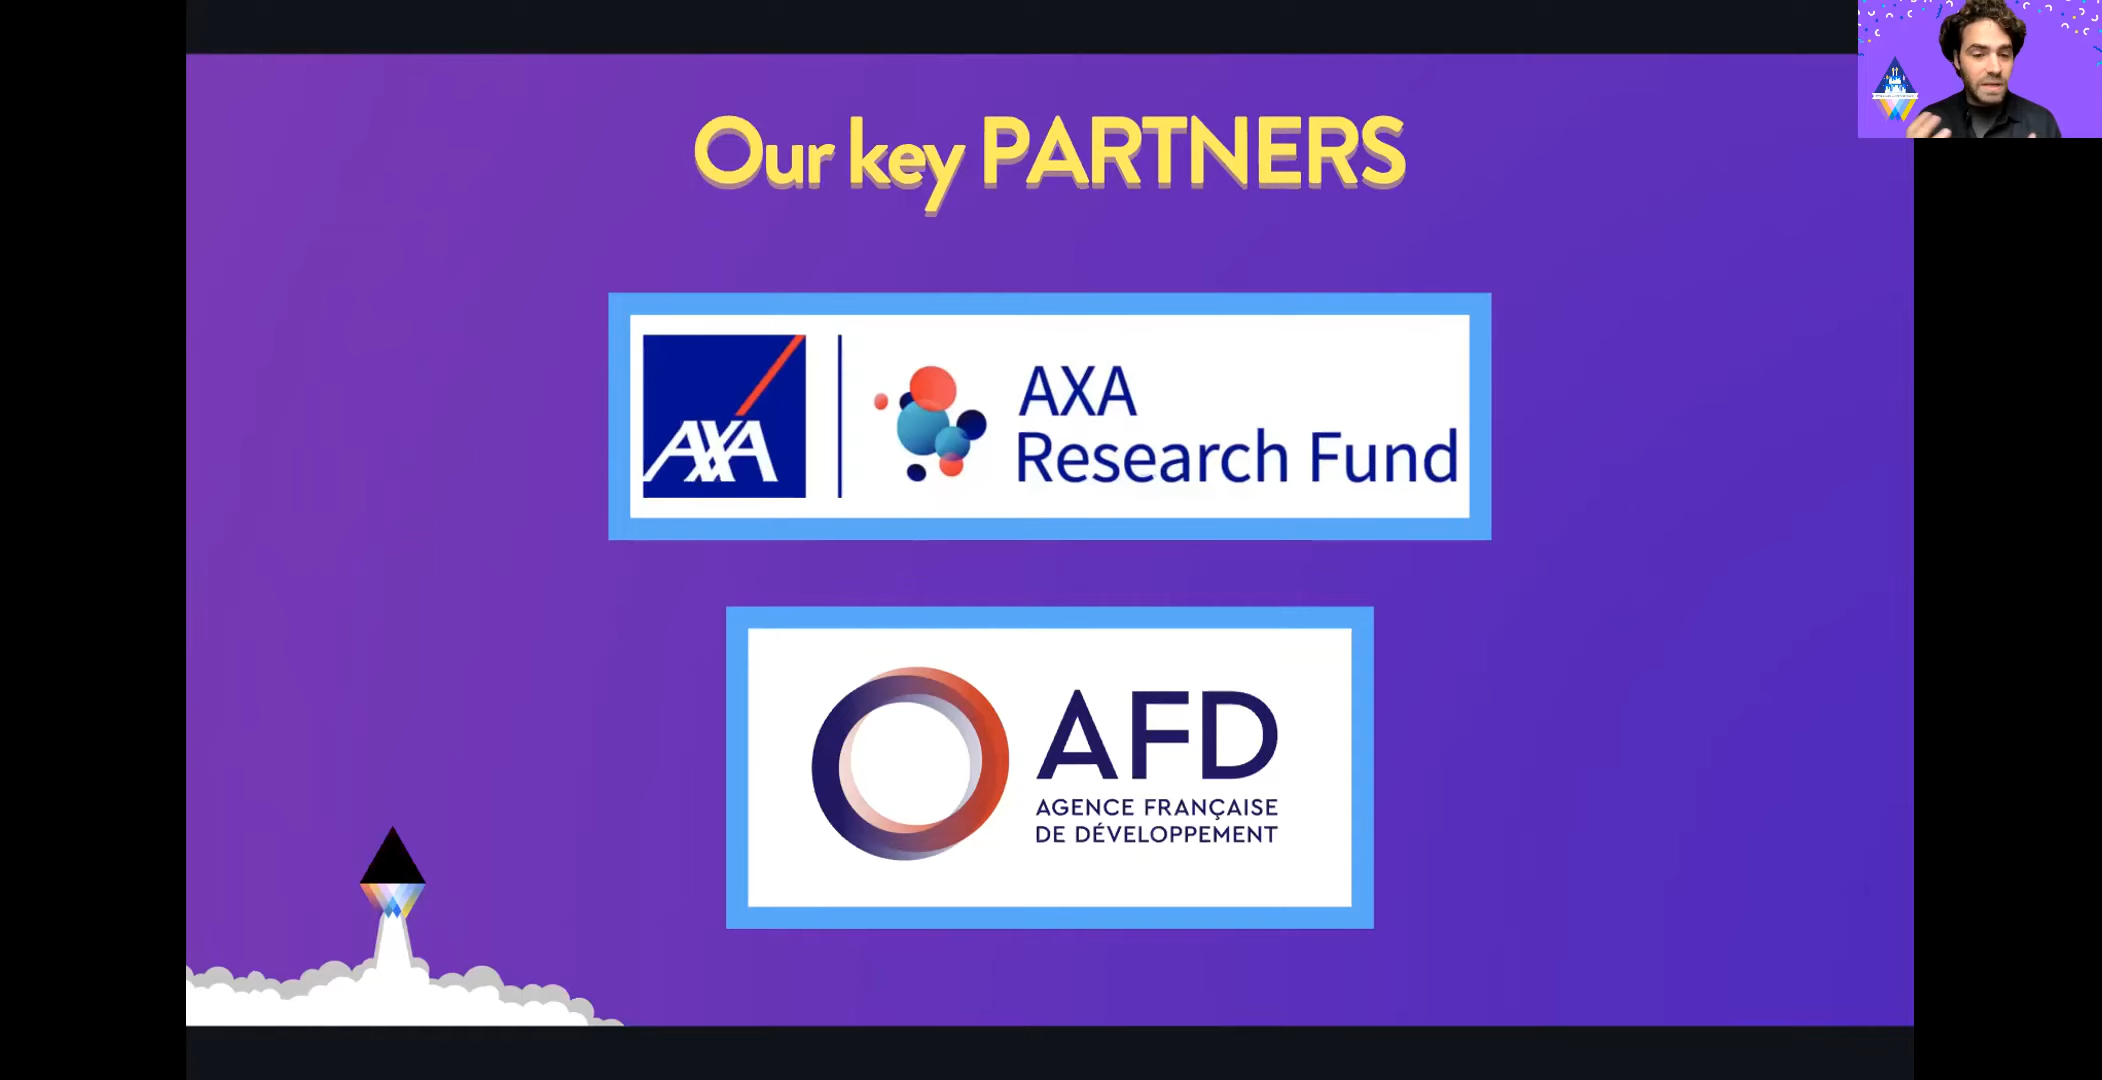 Our key PARTNERS
AXA
AXA
Research Fund
AFD
AGENCE FRANÇAISE
DE DÉVELOPPEMENT